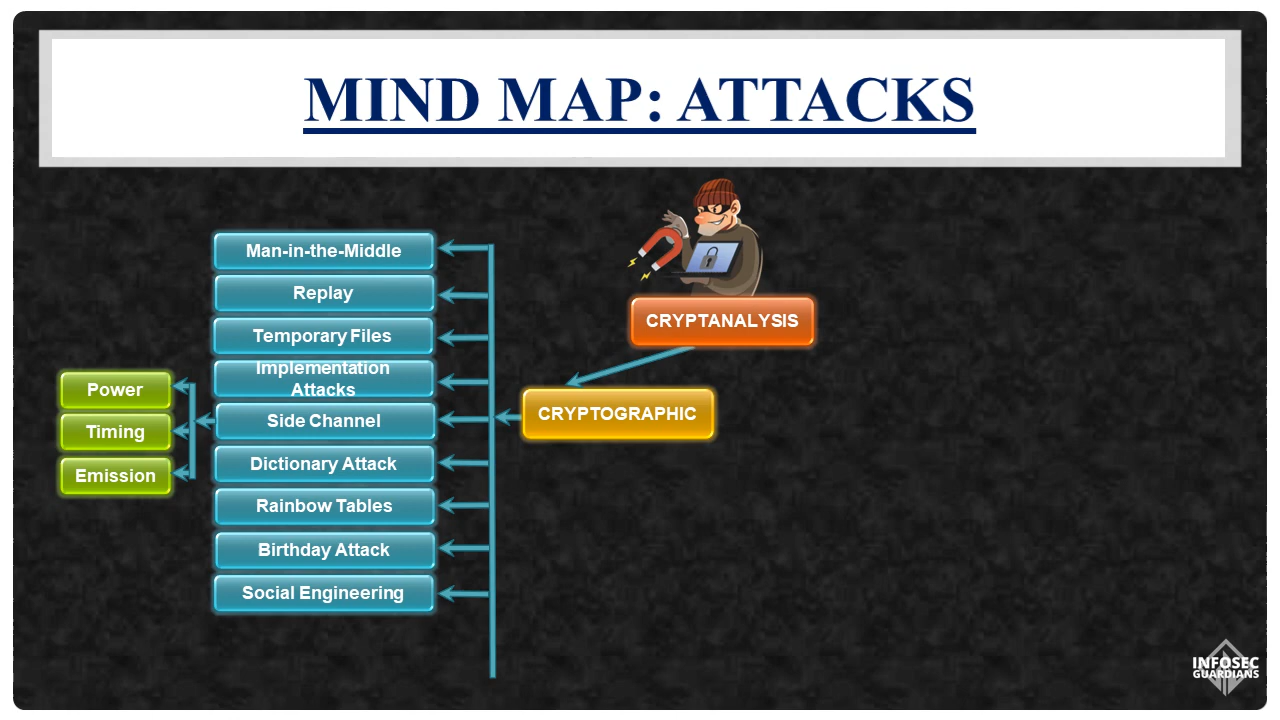 MIND MAP: ATTACKS
CRYPTANALYSIS
CRYPTOGRAPHIC
Man-in-the-Middle
Replay
Temporary Files
Implementation
Attacks
Side Channel
Dictionary Attack
Rainbow Tables
Birthday Attack
Social Engineering
Power
Timing
Emission
INFOSEC
GUARDIANS